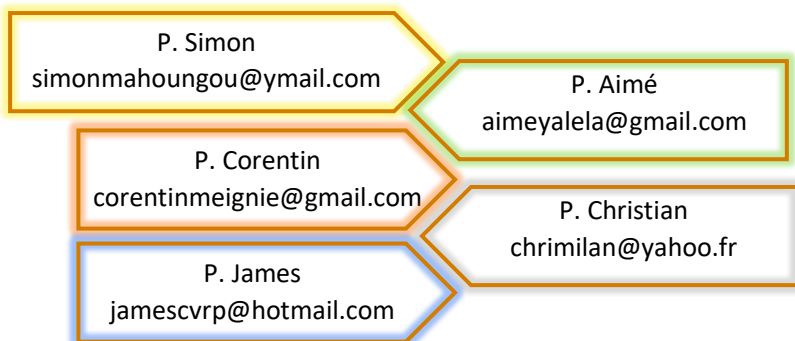 P. Simon
simonmahoungou@ymail.com
P. Aimé
aimeyalela@gmail.com
P. Corentin
corentinmeignie@gmail.com
P. Christian
chrimilan@yahoo.fr
P. James
jamescvrp@hotmail.com